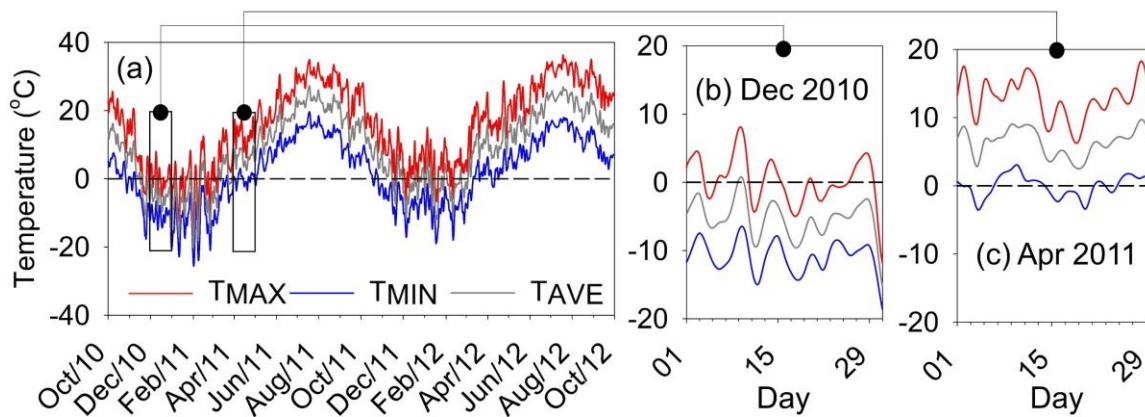 40
20
0
-20
-40
Temperature (°C)
(a)
TMAX
TMIN
TAVE
Oct/10
Dec/10
Feb/11
Apr/11
Jun/11
Aug/11
Oct/11
Dec/11
Feb/12
Apr/12
Jun/12
Aug/12
Oct/12
20
10
0
-10
-20
(b) Dec 2010
01
15
29
Day
20
10
0
-10
-20
(c) Apr 2011
01
15
29
Day